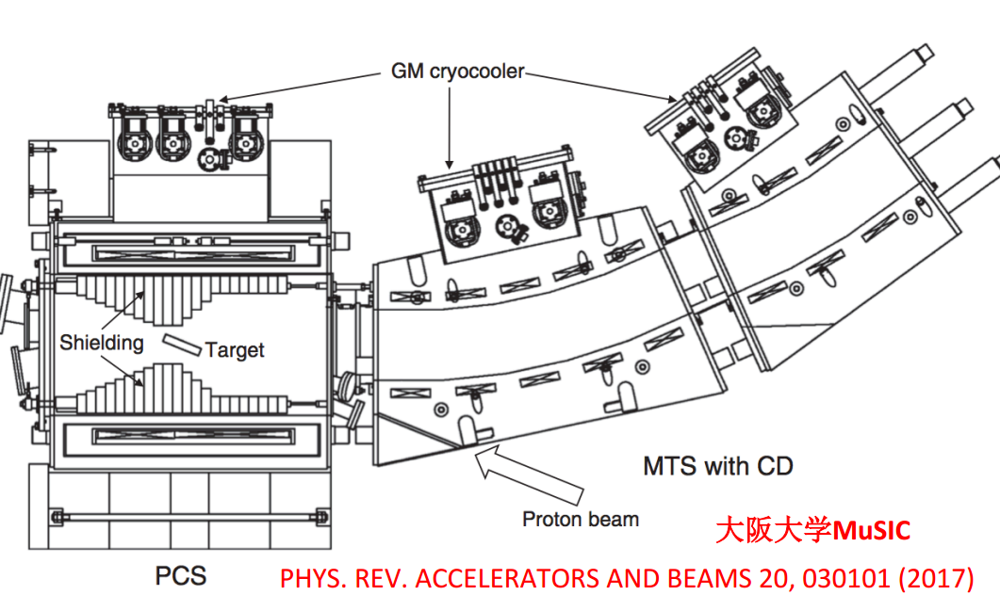 GM cryocooler
Shielding
Target
MTS with CD
Proton beam
大阪大学MuSIC
PCS
PHYS. REV. ACCELERATORS AND BEAMS 20, 030101 (2017)